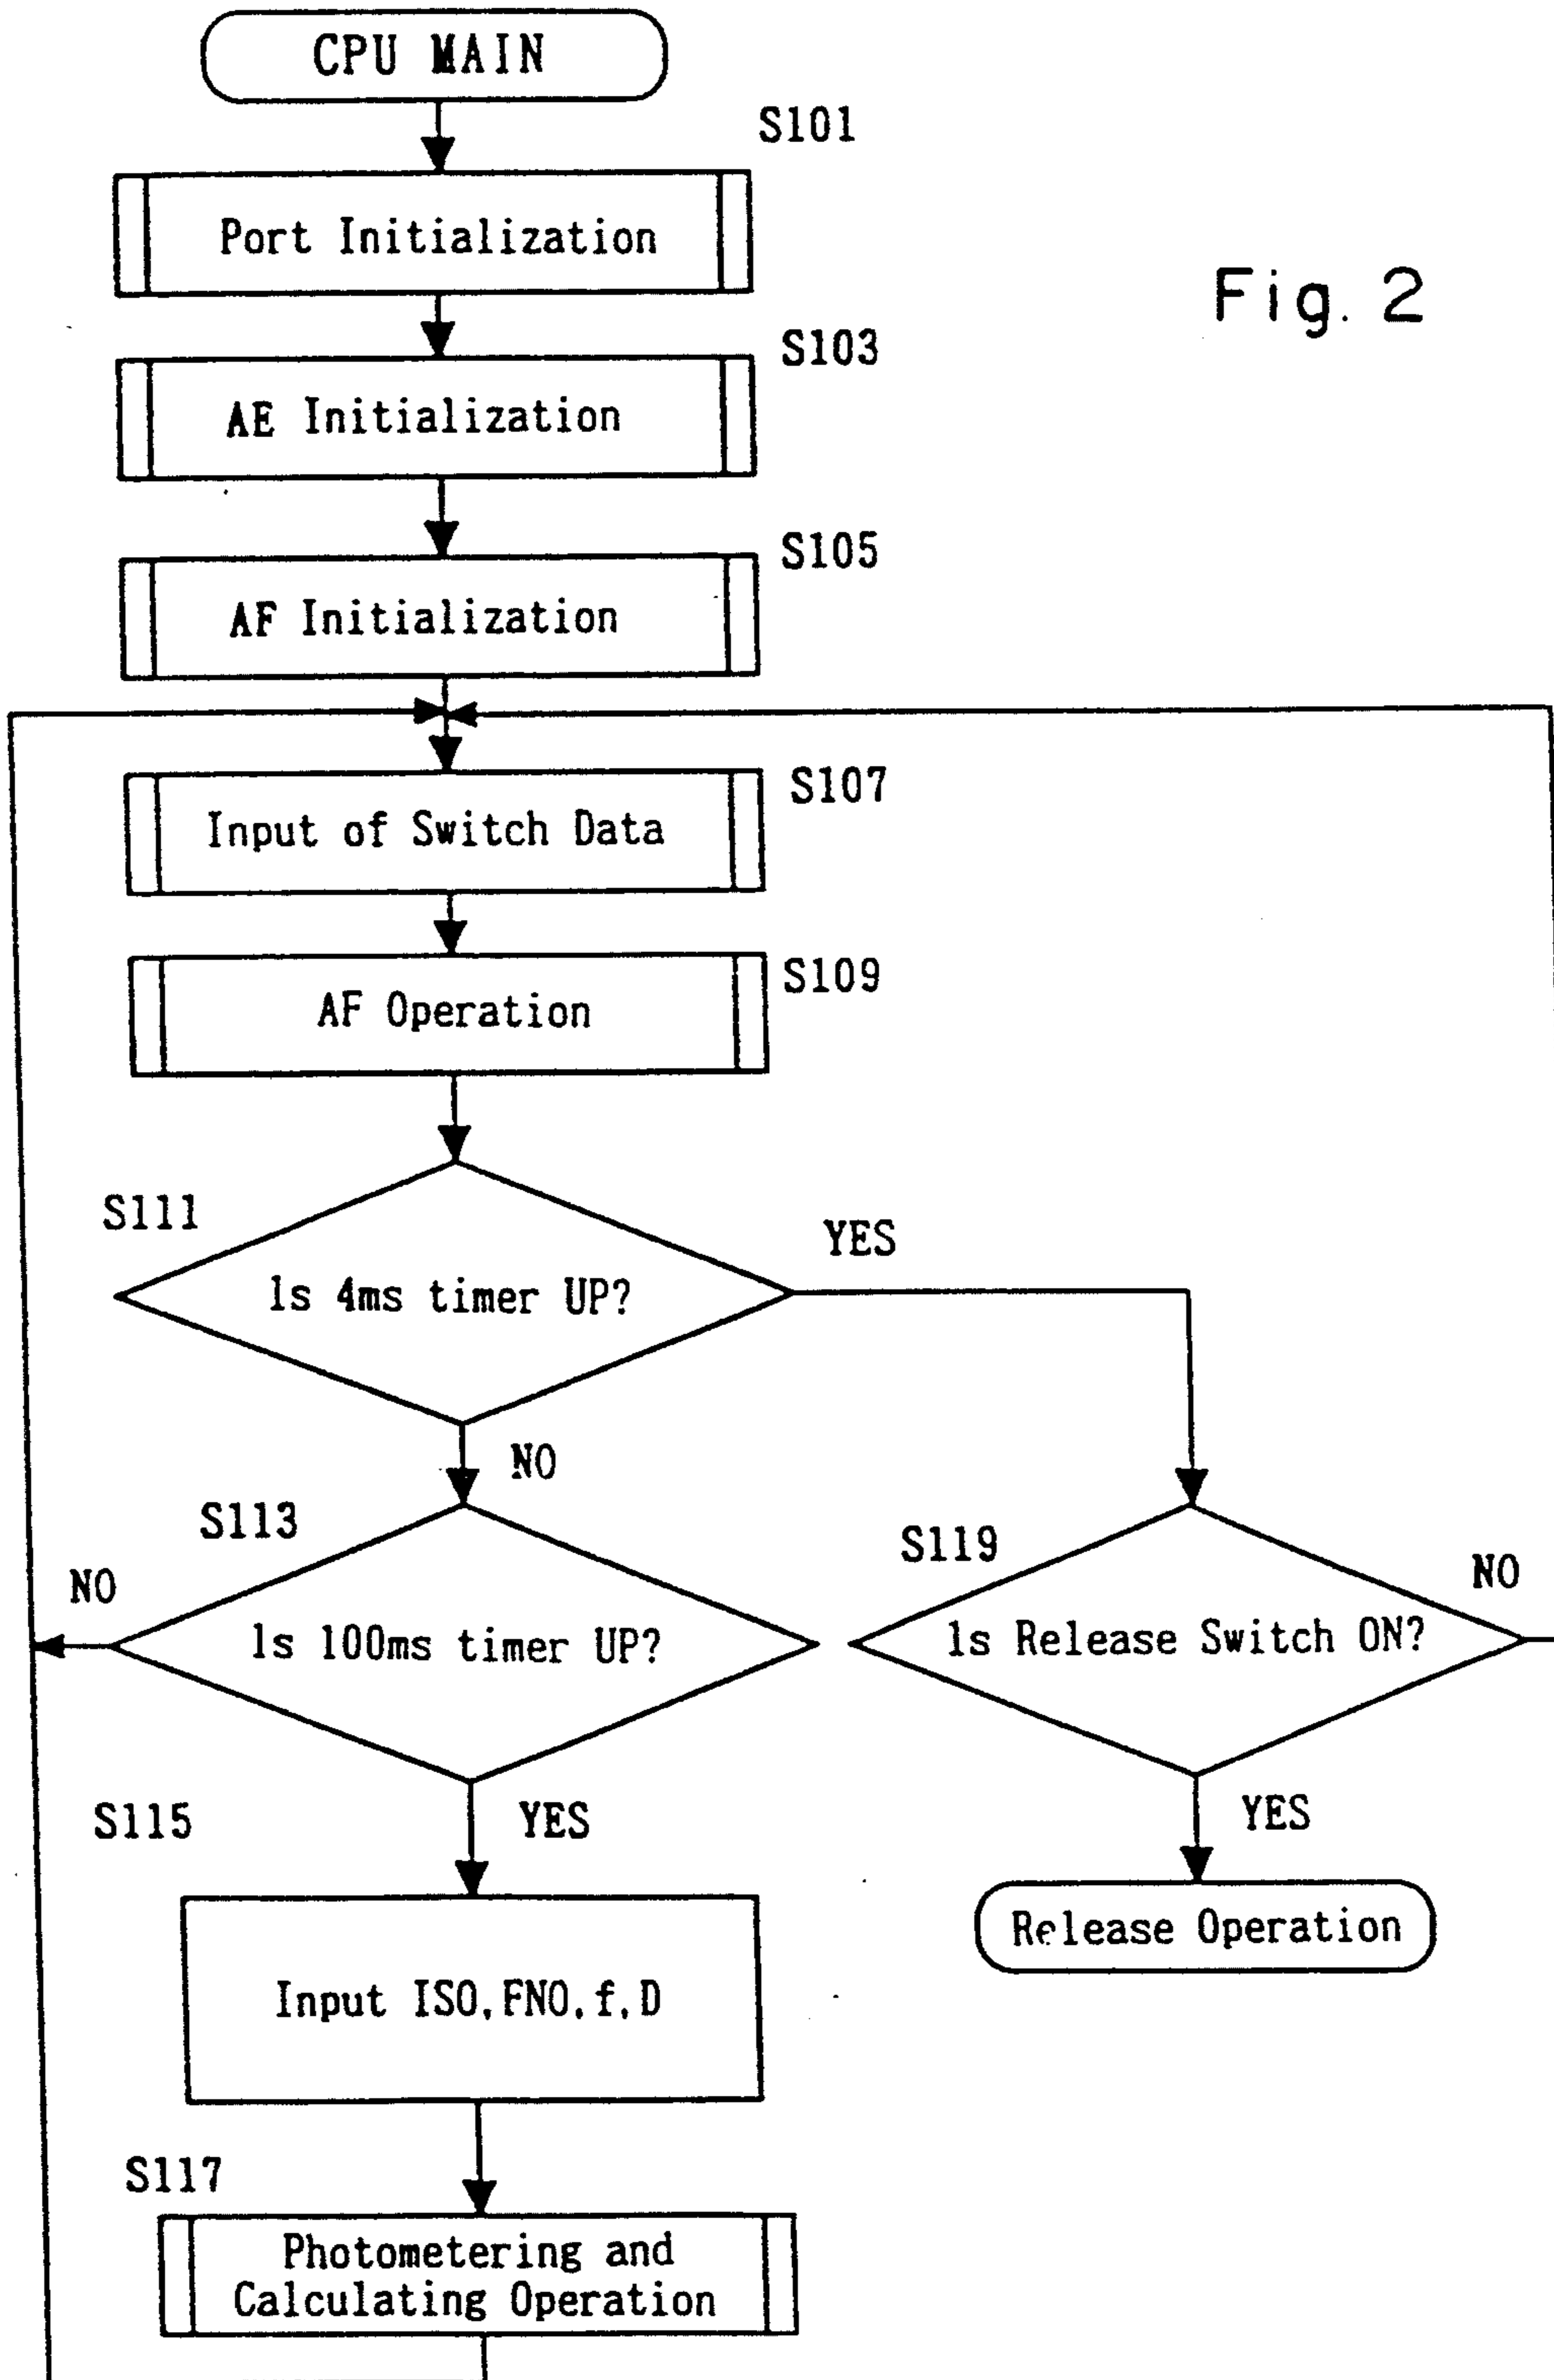 CPU MAIN
S101
Port Initialization
Fig. 2
S103
AE Initialization
S105
AF Initialization
S107
Input of Switch Data
S109
AF Operation
S111
YES
Is 4ms timer UP?
NO
S113
S119
NO
NO
Is 100ms timer UP?
Is Release Switch ON?
S115
YES
YES
Release Operation
Input ISO, FNO, f, D
S117
Photometering and
Calculating Operation